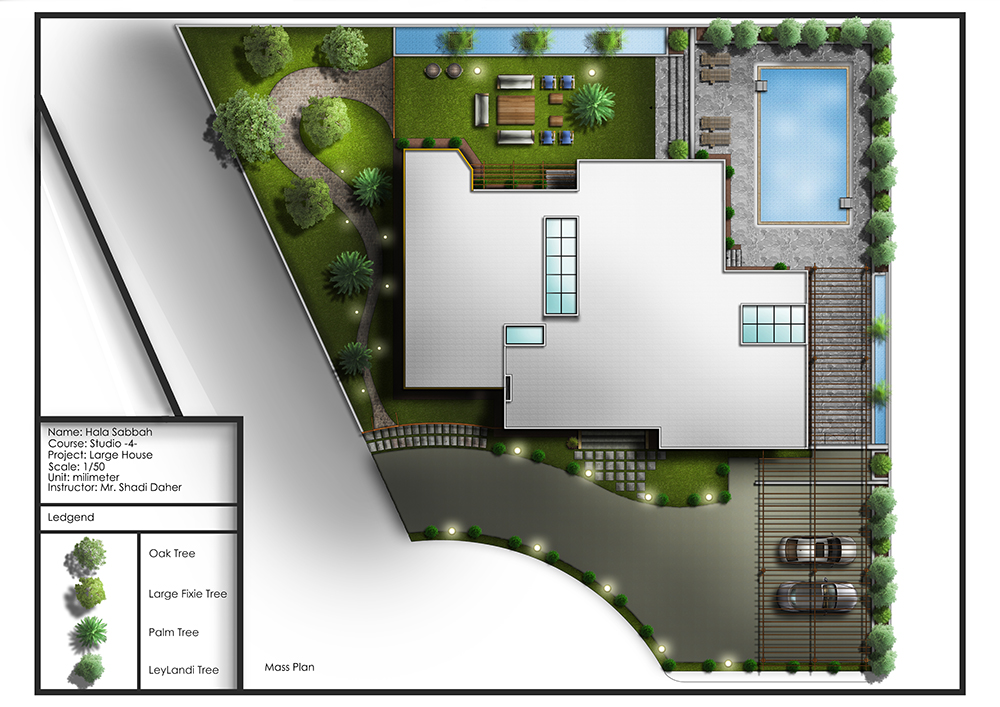 Name: Hala Sabbah
Course: Studio -4-
Project: Large House
Scale: 1/50
Unit: milimeter
Instructor: Mr. Shadi Daher
Ledgend
Oak Tree
Large Fixie Tree
Palm Tree
LeyLandi Tree
Mass Plan